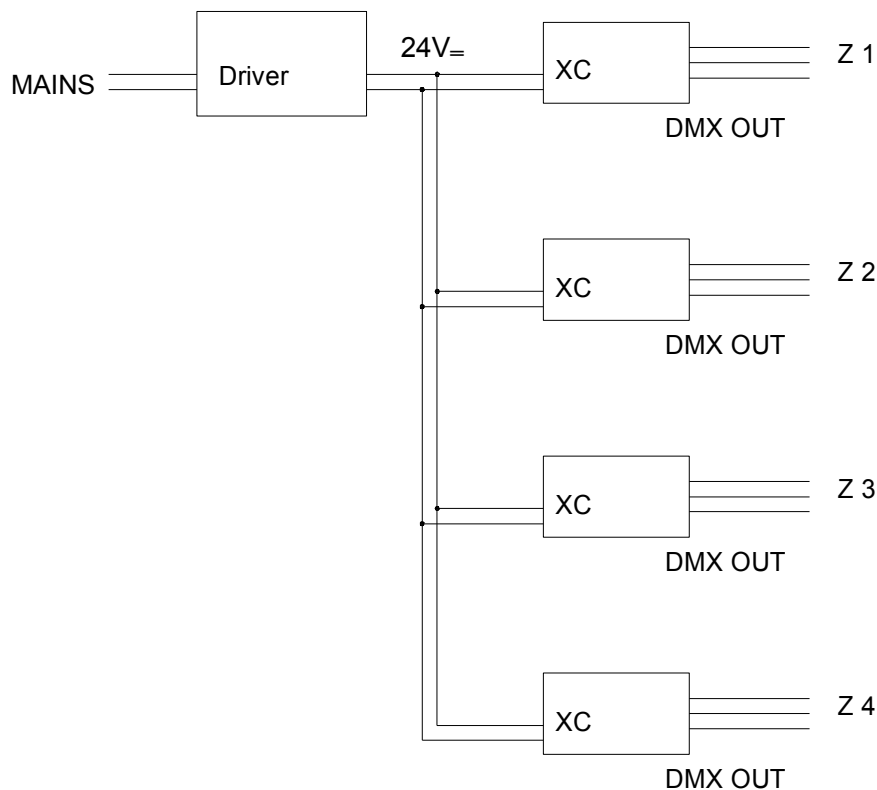 MAINS
Driver
24V=
XC
Z 1
DMX OUT
XC
Z 2
DMX OUT
XC
Z 3
DMX OUT
XC
Z 4
DMX OUT